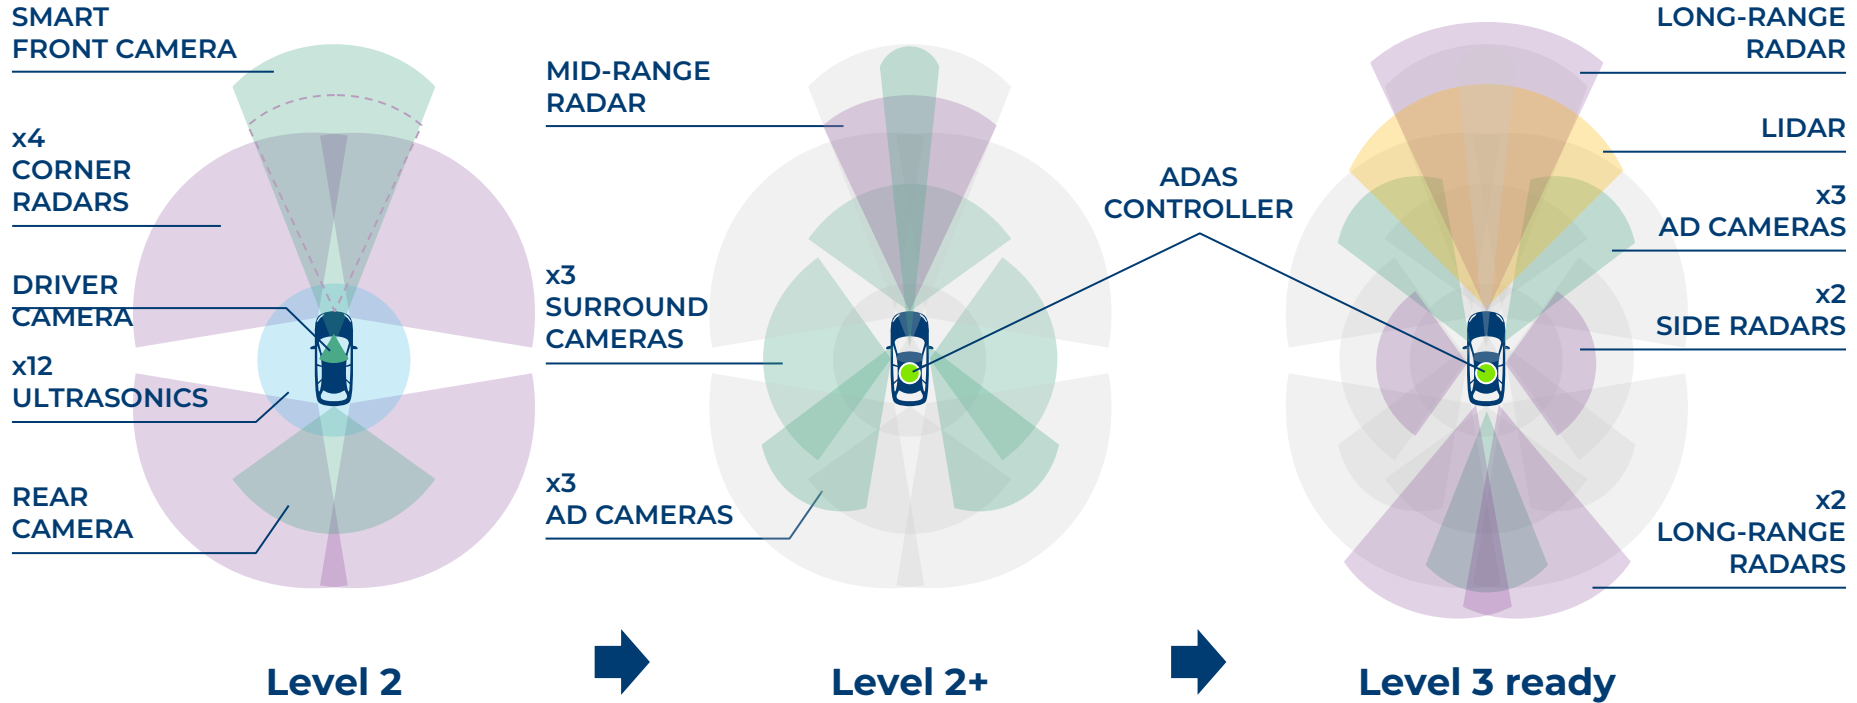 SMART
FRONT CAMERA
x4
CORNER
RADARS
DRIVER
CAMERA
x12
ULTRASONICS
REAR
CAMERA
MID-RANGE
RADAR
x3
SURROUND
CAMERAS
x3
AD CAMERAS
ADAS
CONTROLLER
LONG-RANGE
RADAR
LIDAR
x3
AD CAMERAS
x2
SIDE RADARS
x2
LONG-RANGE
RADARS
Level 2
Level 2+
Level 3 ready